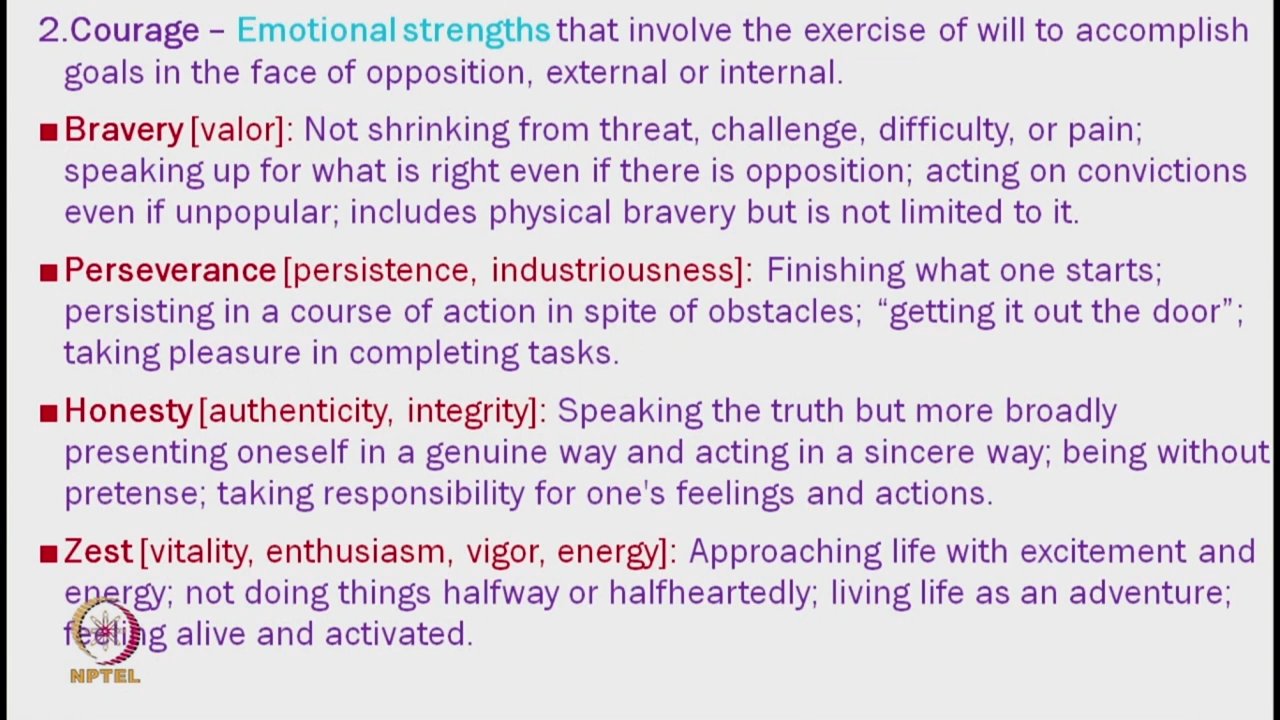 2.Courage – Emotional strengths that involve the exercise of will to accomplish
goals in the face of opposition, external or internal.
■ Bravery [valor]: Not shrinking from threat, challenge, difficulty, or pain;
speaking up for what is right even if there is opposition; acting on convictions
even if unpopular; includes physical bravery but is not limited to it.
■ Perseverance [persistence, industriousness]: Finishing what one starts;
persisting in a course of action in spite of obstacles; “getting it out the door”;
taking pleasure in completing tasks.
■ Honesty [authenticity, integrity]: Speaking the truth but more broadly
presenting oneself in a genuine way and acting in a sincere way; being without
pretense; taking responsibility for one's feelings and actions.
■ Zest [vitality, enthusiasm, vigor, energy]: Approaching life with excitement and
energy; not doing things halfway or halfheartedly; living life as an adventure;
feeling alive and activated.
NPTEL